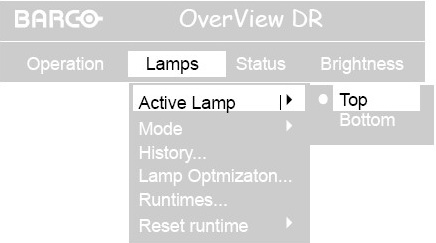 BARCO OverView DR
Operation Lamps Status Brightness
Active Lamp Top
Mode Bottom
History...
Lamp Optmizaton...
Runtimes...
Reset runtime